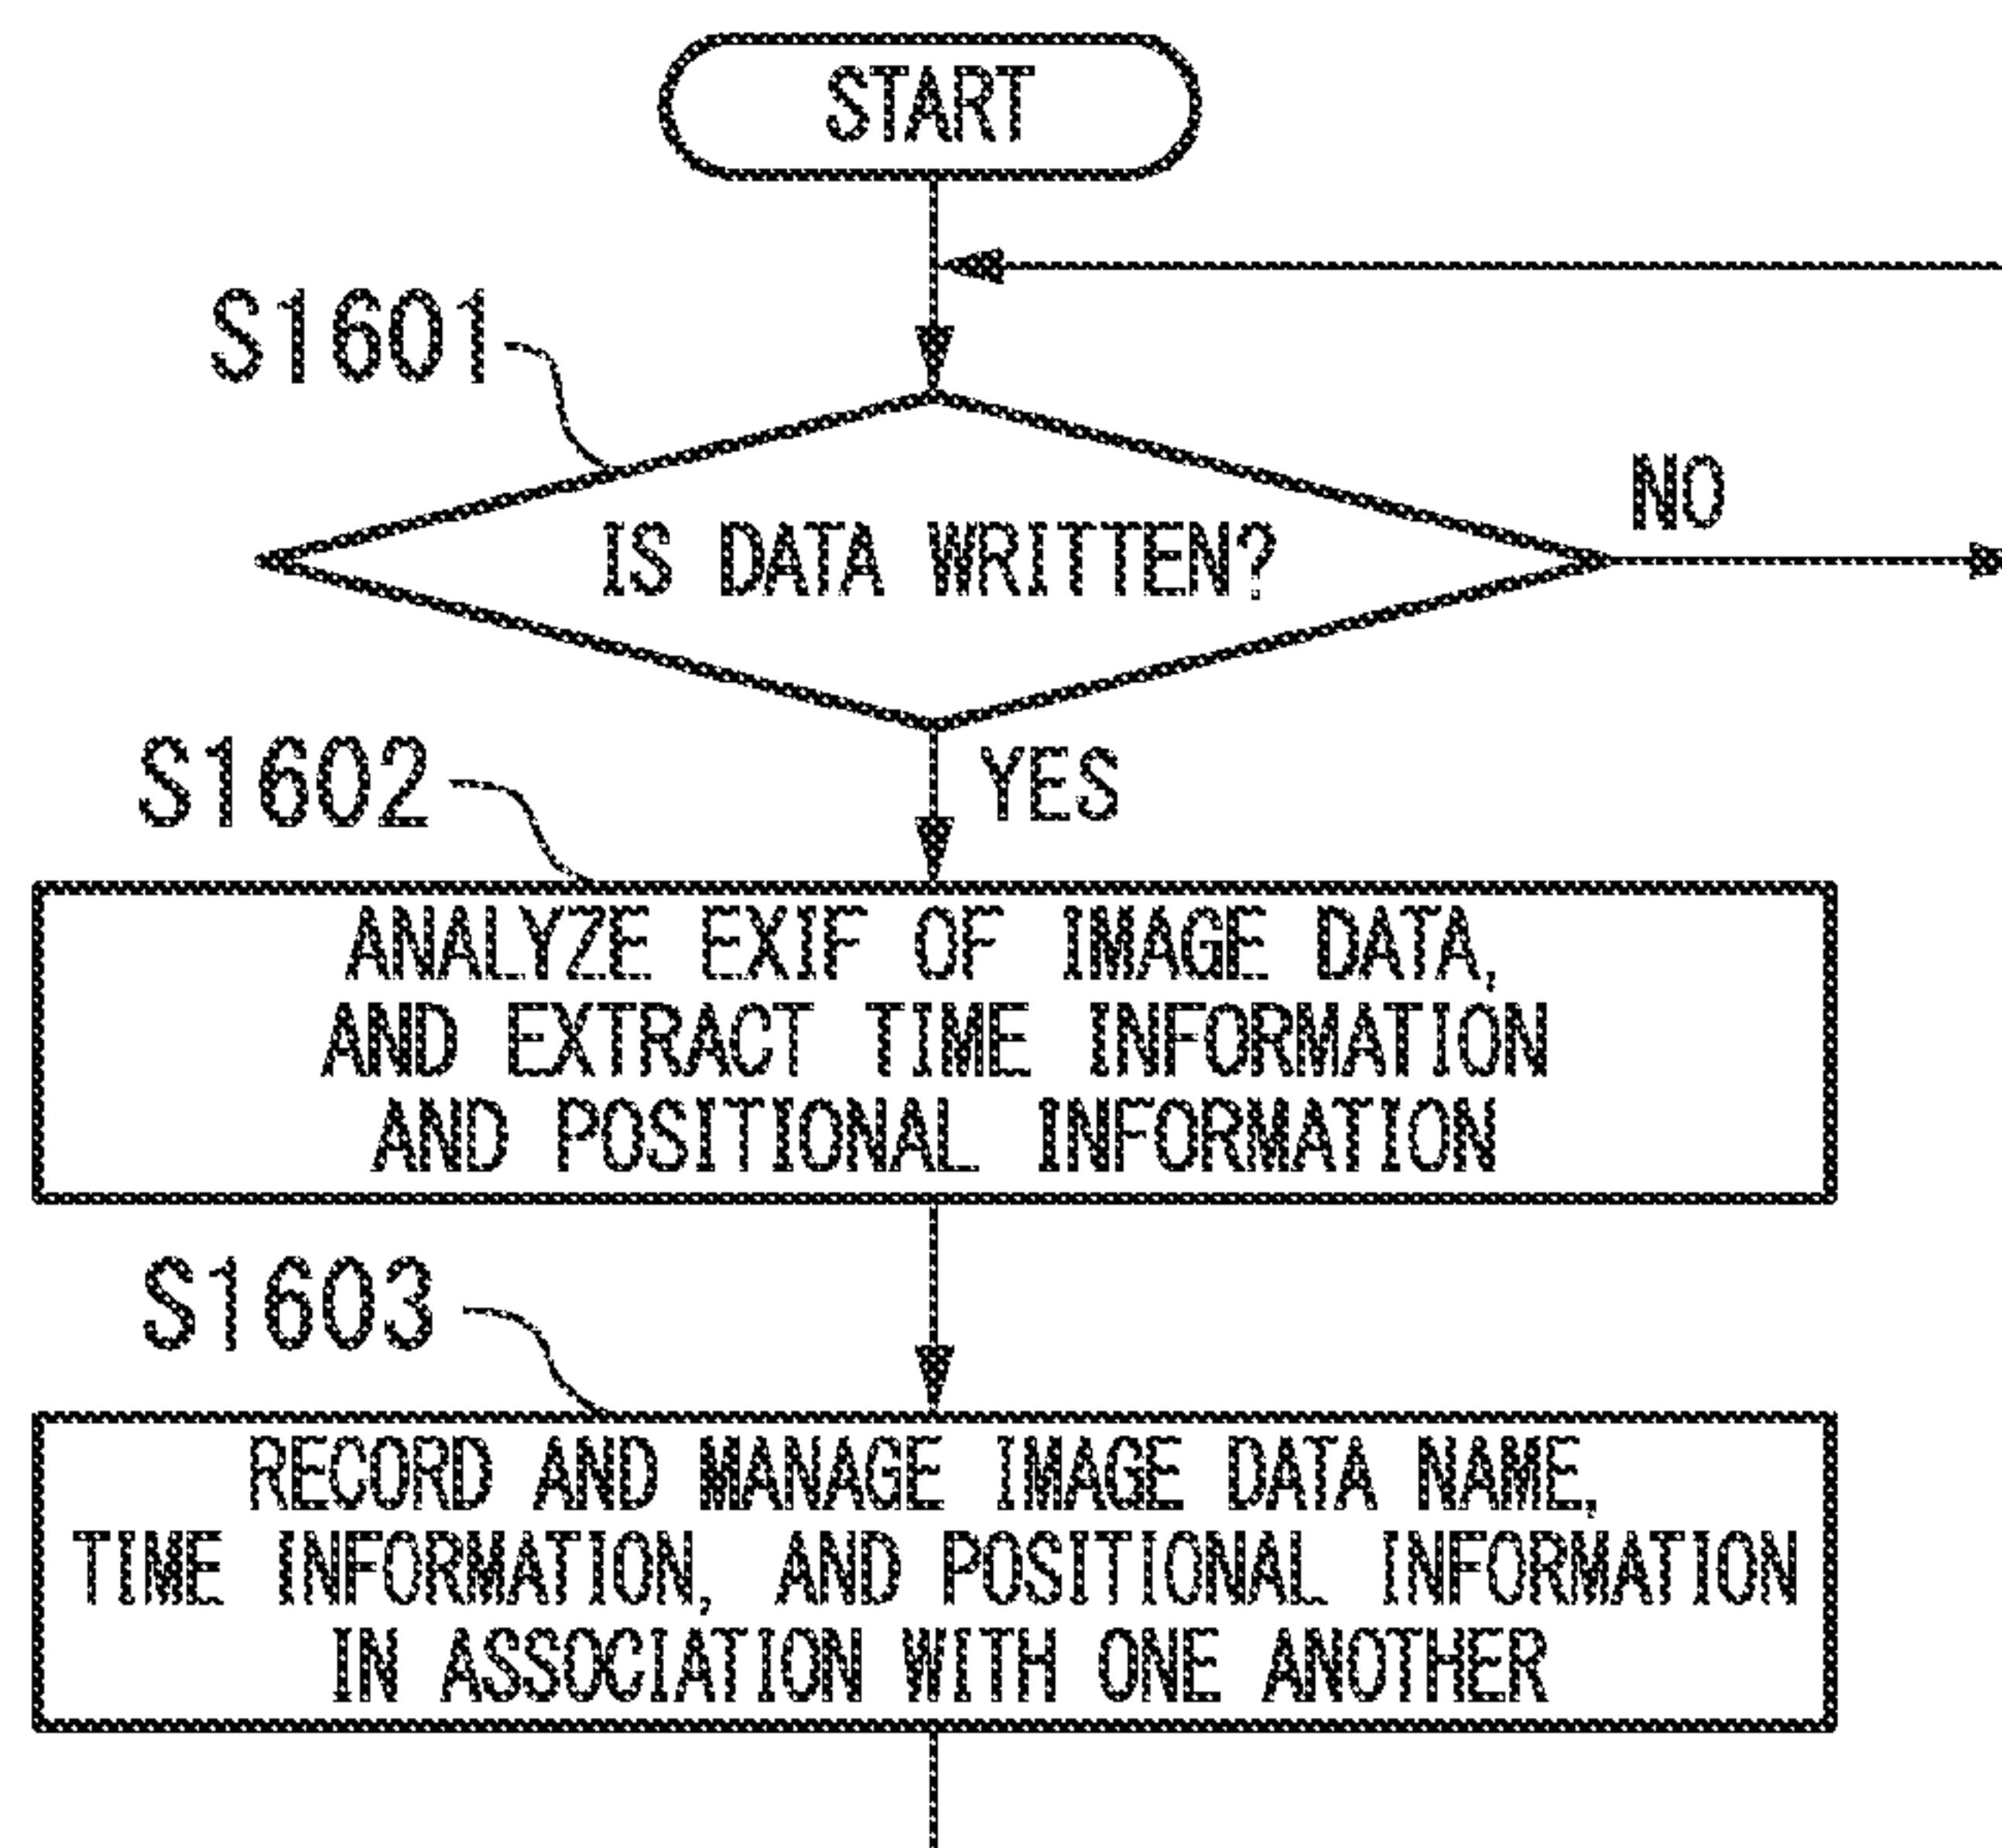 START
S1601
IS DATA WRITTEN?
NO
S1602
YES
ANALYZE EXIF OF IMAGE DATA,
AND EXTRACT TIME INFORMATION
AND POSITIONAL INFORMATION
S1603
RECORD AND MANAGE IMAGE DATA NAME,
TIME INFORMATION, AND POSITIONAL INFORMATION
IN ASSOCIATION WITH ONE ANOTHER